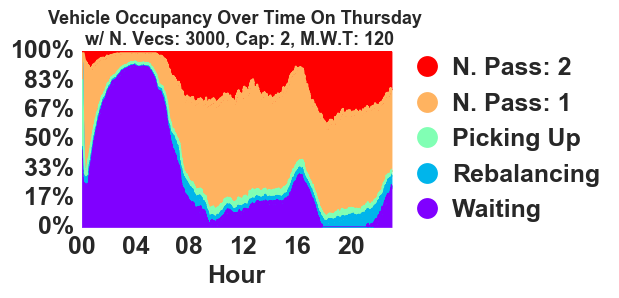 Vehicle Occupancy Over Time On Thursday
w/ N. Vecs: 3000, Cap: 2, M.W.T: 120
100%
83%
67%
50%
33%
17%
0%
00 04 08 12 16 20
Hour
N. Pass: 2
N. Pass: 1
Picking Up
Rebalancing
Waiting